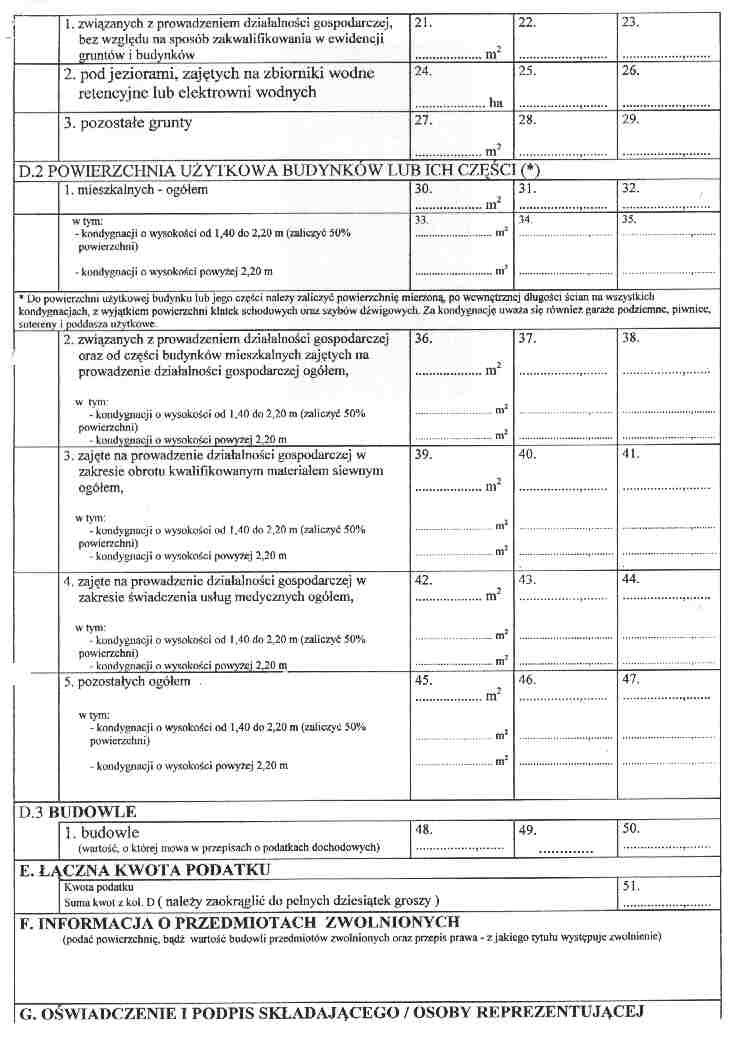 1. związanych z prowadzeniem działalności gospodarczej, 21. 22. 23.
bez względu na sposób zakwalifikowania w ewidencji
gruntów i budynków .................... m² ....................,....... ....................,.......
2. pod jeziorami, zajętych na zbiorniki wodne 24. 25. 26.
retencyjne lub elektrowni wodnych
.................... ha ....................,....... ....................,.......
3. pozostałe grunty 27. 28. 29.
.................... m² ....................,....... ....................,.......
D.2 POWIERZCHNIA UŻYTKOWA BUDYNKÓW LUB ICH CZĘŚCI (*)
1. mieszkalnych - ogółem 30. 31. 32.
.................... m² ....................,....... ....................,.......
w tym: 33. 34. 35.
- kondygnacji o wysokości od 1,40 do 2,20 m (zaliczyć 50% .................... m² ....................,....... ....................,.......
powierzchni)
- kondygnacji o wysokości powyżej 2,20 m .................... m² ....................,....... ....................,.......
* Do powierzchni użytkowej budynku lub jego części należy zaliczyć powierzchnię mierzoną, po wewnętrznej długości ścian na wszystkich
kondygnacjach, z wyjątkiem powierzchni klatek schodowych oraz szybów dźwigowych. Za kondygnację uważa się również garaże podziemne, piwnice,
sutereny i poddasza użytkowe.
2. związanych z prowadzeniem działalności gospodarczej 36. 37. 38.
oraz od części budynków mieszkalnych zajętych na
prowadzenie działalności gospodarczej ogółem, .................... m² ....................,....... ....................,.......
w tym:
- kondygnacji o wysokości od 1,40 do 2,20 m (zaliczyć 50% .................... m² ....................,....... ....................,.......
powierzchni)
- kondygnacji o wysokości powyżej 2,20 m .................... m² ....................,....... ....................,.......
3. zajęte na prowadzenie działalności gospodarczej w 39. 40. 41.
zakresie obrotu kwalifikowanym materiałem siewnym
ogółem, .................... m² ....................,....... ....................,.......
w tym:
- kondygnacji o wysokości od 1,40 do 2,20 m (zaliczyć 50% .................... m² ....................,....... ....................,.......
powierzchni)
- kondygnacji o wysokości powyżej 2,20 m .................... m² ....................,....... ....................,.......
4. zajęte na prowadzenie działalności gospodarczej w 42. 43. 44.
zakresie świadczenia usług medycznych ogółem, .................... m² ....................,....... ....................,.......
w tym:
- kondygnacji o wysokości od 1,40 do 2,20 m (zaliczyć 50% .................... m² ....................,....... ....................,.......
powierzchni)
- kondygnacji o wysokości powyżej 2,20 m .................... m² ....................,....... ....................,.......
5. pozostałych ogółem 45. 46. 47.
.................... m² ....................,....... ....................,.......
w tym:
- kondygnacji o wysokości od 1,40 do 2,20 m (zaliczyć 50% .................... m² ....................,....... ....................,.......
powierzchni)
- kondygnacji o wysokości powyżej 2,20 m .................... m² ....................,....... ....................,.......
D.3 BUDOWLE
1. budowle 48. 49. 50.
(wartość, o której mowa w przepisach o podatkach dochodowych) ....................,....... ............. ....................,.......
E. ŁĄCZNA KWOTA PODATKU
Kwota podatku 51.
Suma kwot z kol. D ( należy zaokrąglić do pełnych dziesiątek groszy ) ....................,.......
F. INFORMACJA O PRZEDMIOTACH ZWOLNIONYCH
(podać powierzchnię, bądź wartość budowli przedmiotów zwolnionych oraz przepis prawa - z jakiego tytułu występuje zwolnienie)
G. OŚWIADCZENIE I PODPIS SKŁADAJĄCEGO / OSOBY REPREZENTUJĄCEJ